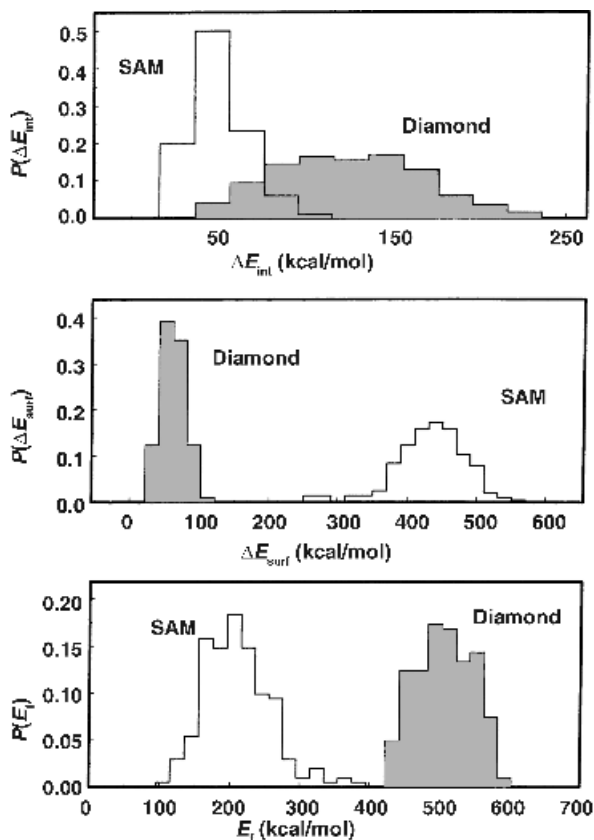 0.5
0.4
0.3
0.2
0.1
0.0
P(ΔE_int)
SAM
Diamond
50
150
250
ΔE_int (kcal/mol)
0.4
0.3
0.2
0.1
0.0
P(ΔE_surf)
Diamond
SAM
0
100
200
300
400
500
600
ΔE_surf (kcal/mol)
0.20
0.15
0.10
0.05
0.00
P(E_f)
SAM
Diamond
0
100
200
300
400
500
600
700
E_f (kcal/mol)